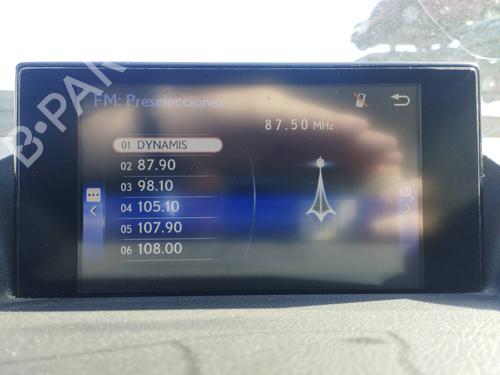 FM: Preselecciones
87.50 MHz
01 DYNAMIS
02 87.90
03 98.10
04 105.10
05 107.90
06 108.00
B-PARTS